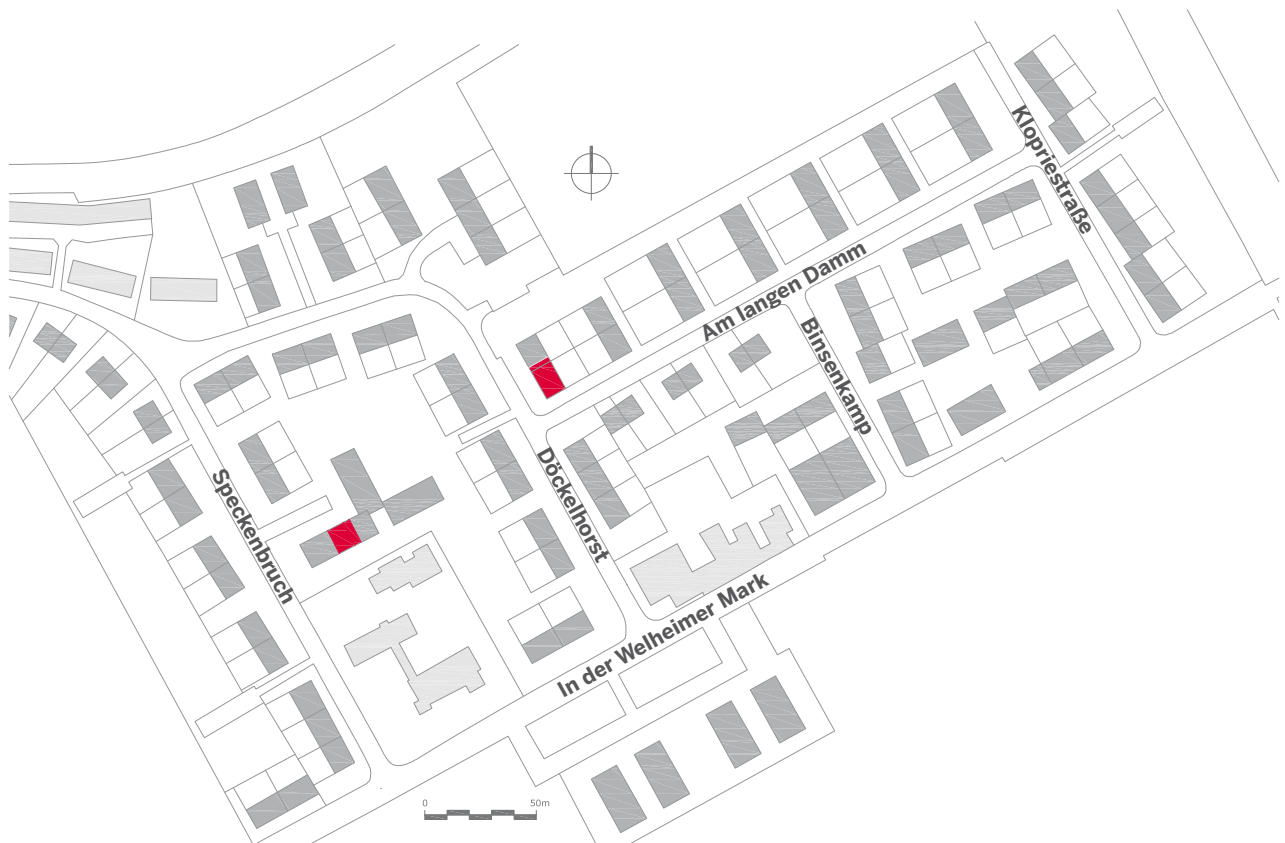 Klopriestraße
Am langen Damm
Binsenkamp
Döckelhorst
Speckenbruch
In der Welheimer Mark
0
50m